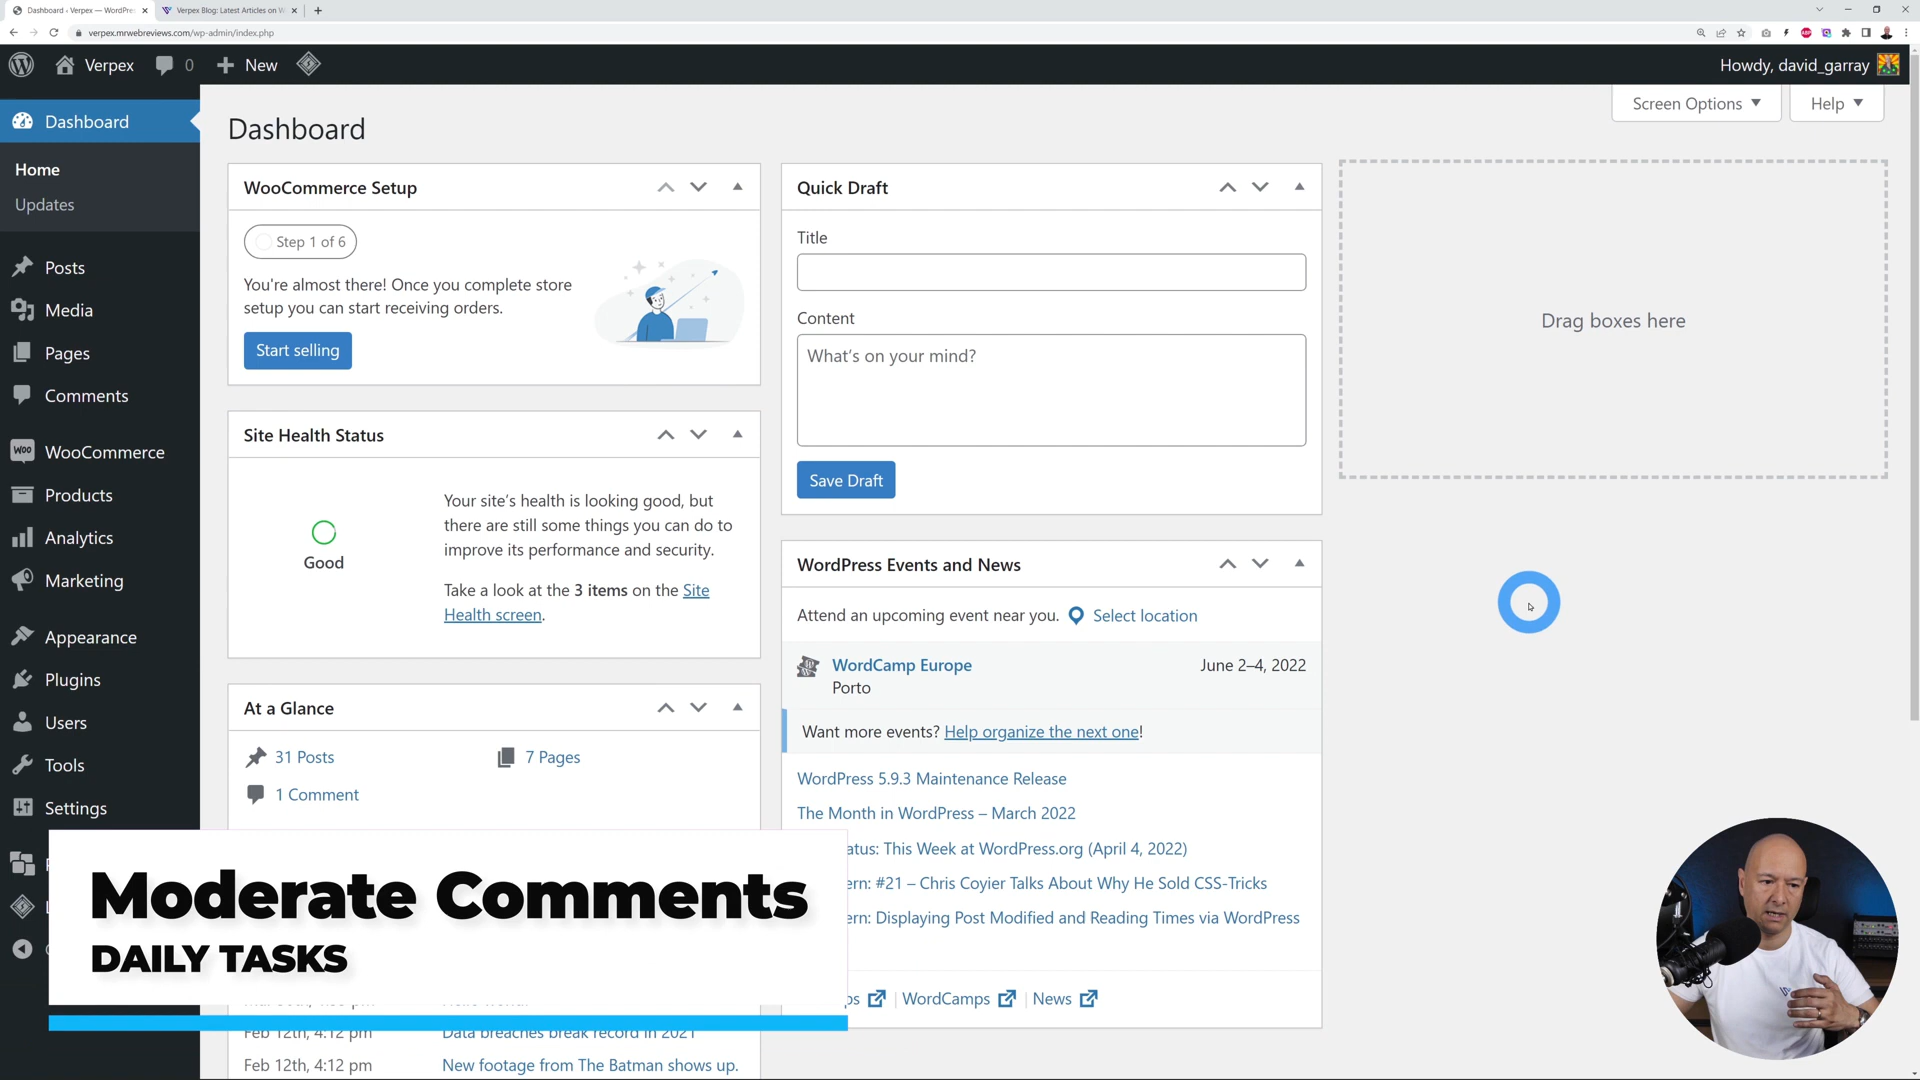 Dashboard ‹ Verpex — WordPres
Verpex Blog: Latest Articles on W
verpex.mrwebreviews.com/wp-admin/index.php
Verpex
0
New
Howdy, david_garray
Screen Options
Help
Dashboard
Home
Updates
Posts
Media
Pages
Comments
WooCommerce
Products
Analytics
Marketing
Appearance
Plugins
Users
Tools
Settings
Dashboard
WooCommerce Setup
Step 1 of 6
You're almost there! Once you complete store
setup you can start receiving orders.
Start selling
Site Health Status
Good
Your site's health is looking good, but
there are still some things you can do to
improve its performance and security.
Take a look at the 3 items on the Site
Health screen.
At a Glance
31 Posts
7 Pages
1 Comment
Moderate Comments
DAILY TASKS
Feb 12th, 4:12 pm
Data breaches break record in 2021
Feb 12th, 4:12 pm
New footage from The Batman shows up.
Quick Draft
Title
Content
What's on your mind?
Save Draft
WordPress Events and News
Attend an upcoming event near you.
Select location
WordCamp Europe
June 2–4, 2022
Porto
Want more events? Help organize the next one!
WordPress 5.9.3 Maintenance Release
The Month in WordPress – March 2022
atus: This Week at WordPress.org (April 4, 2022)
ern: #21 – Chris Coyier Talks About Why He Sold CSS-Tricks
ern: Displaying Post Modified and Reading Times via WordPress
ps | WordCamps | News
Drag boxes here